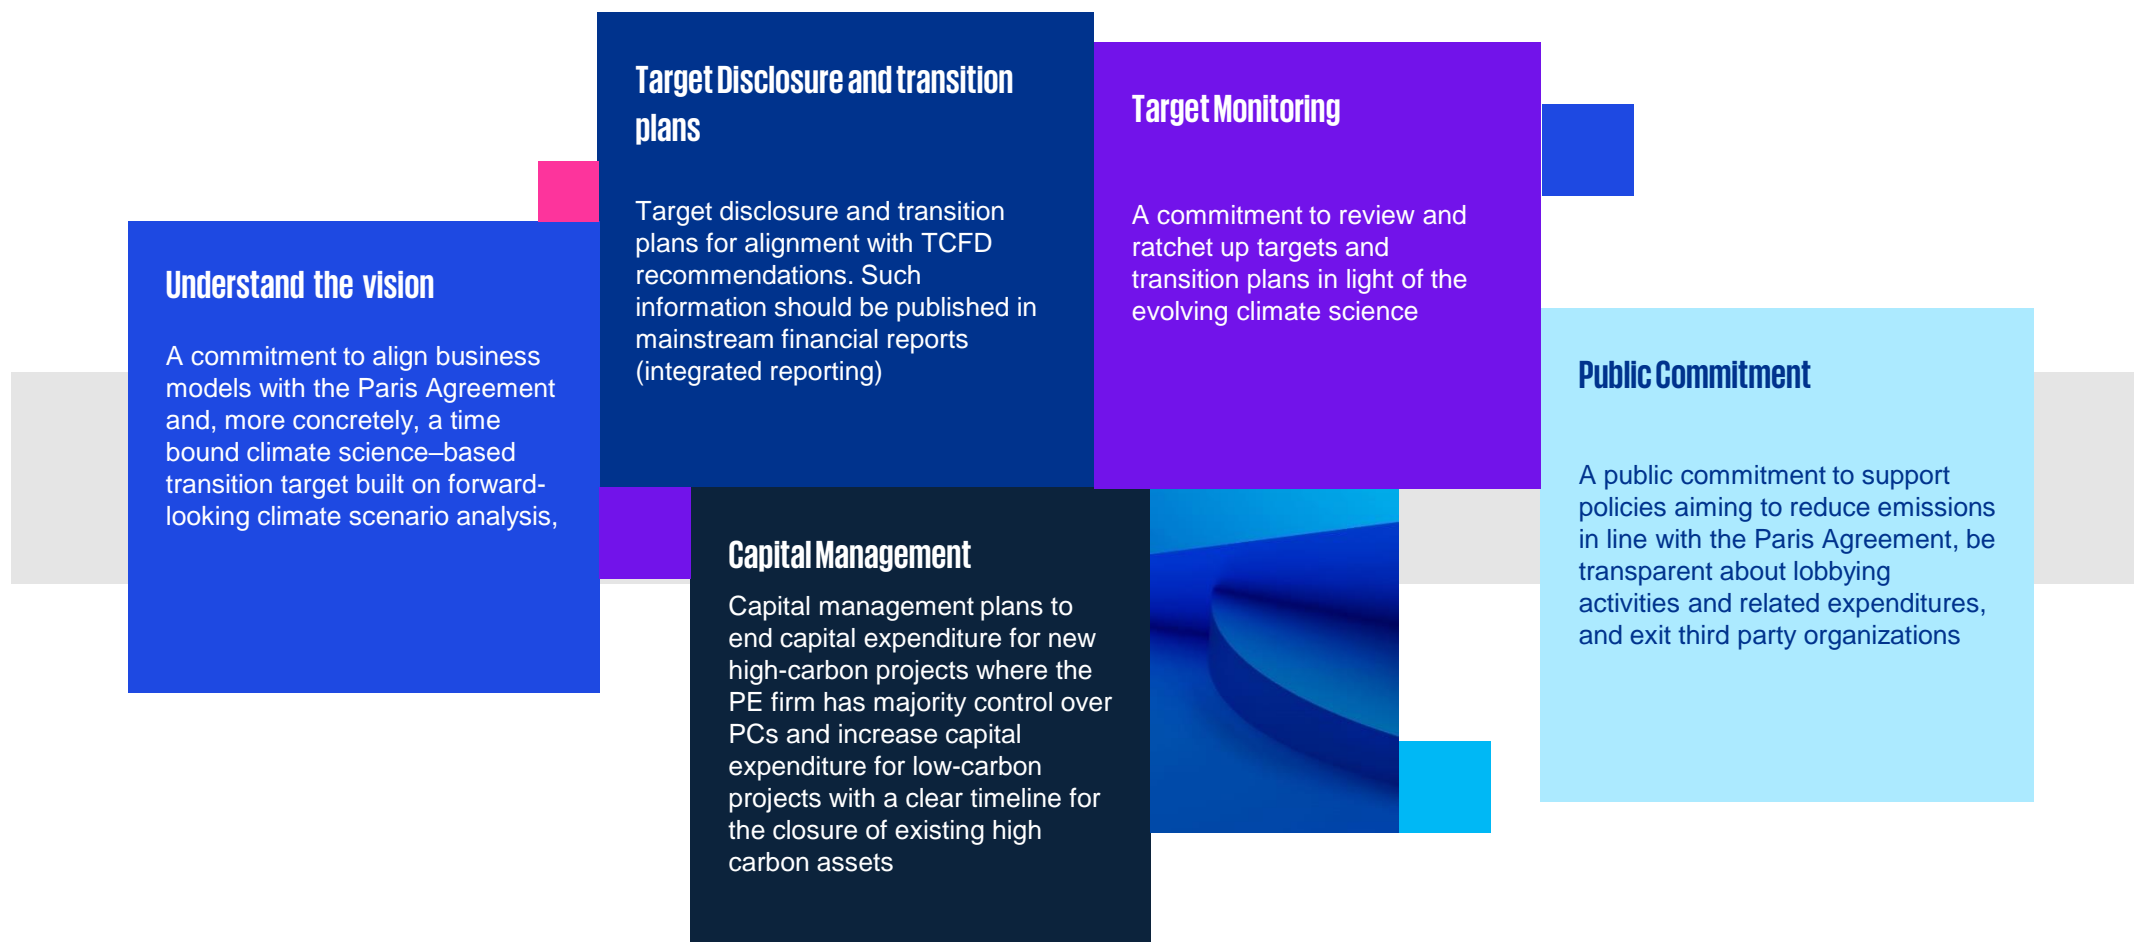 Understand the vision
A commitment to align business
models with the Paris Agreement
and, more concretely, a time
bound climate science–based
transition target built on forward-
looking climate scenario analysis,
Target Disclosure and transition
plans
Target disclosure and transition
plans for alignment with TCFD
recommendations. Such
information should be published in
mainstream financial reports
(integrated reporting)
Capital Management
Capital management plans to
end capital expenditure for new
high-carbon projects where the
PE firm has majority control over
PCs and increase capital
expenditure for low-carbon
projects with a clear timeline for
the closure of existing high
carbon assets
Target Monitoring
A commitment to review and
ratchet up targets and
transition plans in light of the
evolving climate science
Public Commitment
A public commitment to support
policies aiming to reduce emissions
in line with the Paris Agreement, be
transparent about lobbying
activities and related expenditures,
and exit third party organizations